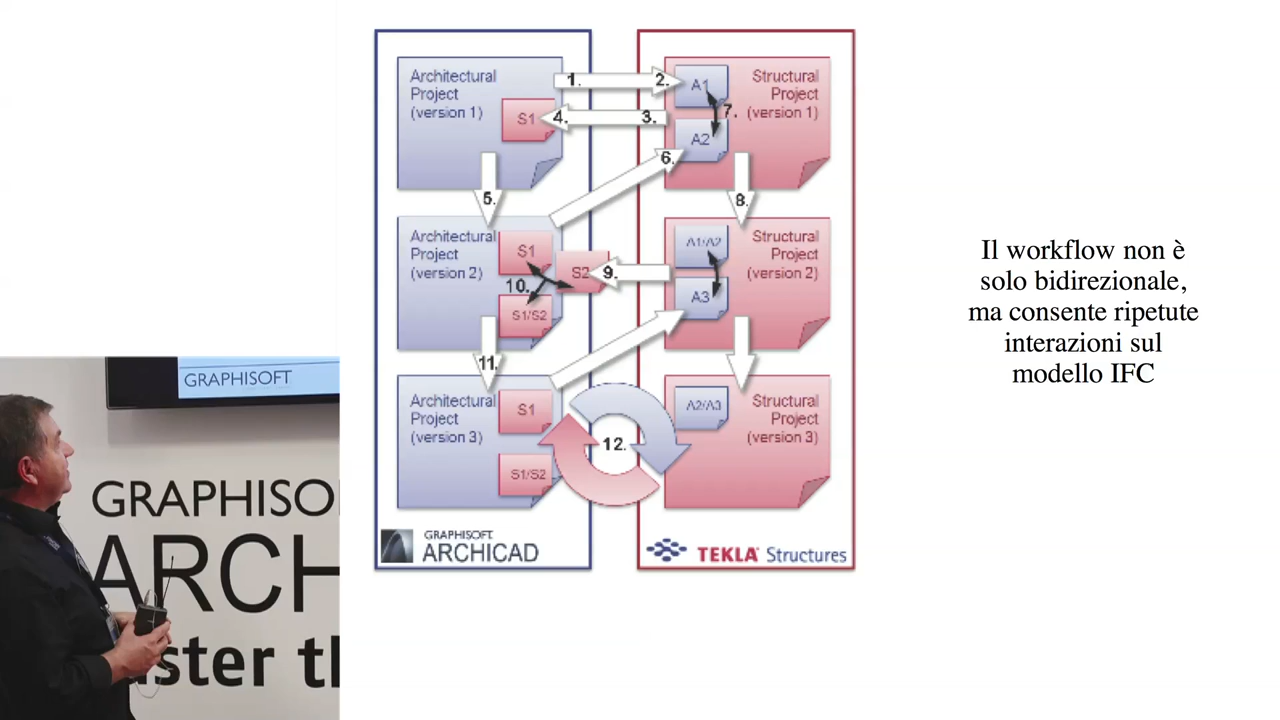 Architectural
Project
(version 1)
S1
1.
2.
4.
3.
A1
A2
7.
Structural
Project
(version 1)
5.
6.
8.
Architectural
Project
(version 2)
S1
S2
10.
S1/S2
9.
A1/A2
A3
Structural
Project
(version 2)
11.
Architectural
Project
(version 3)
S1
S1/S2
12.
A2/A3
Structural
Project
(version 3)
GRAPHISOFT
ARCHICAD
TEKLA Structures
Il workflow non è
solo bidirezionale,
ma consente ripetute
interazioni sul
modello IFC
GRAPHISOFT
GRAPHISO
ARCH
ster